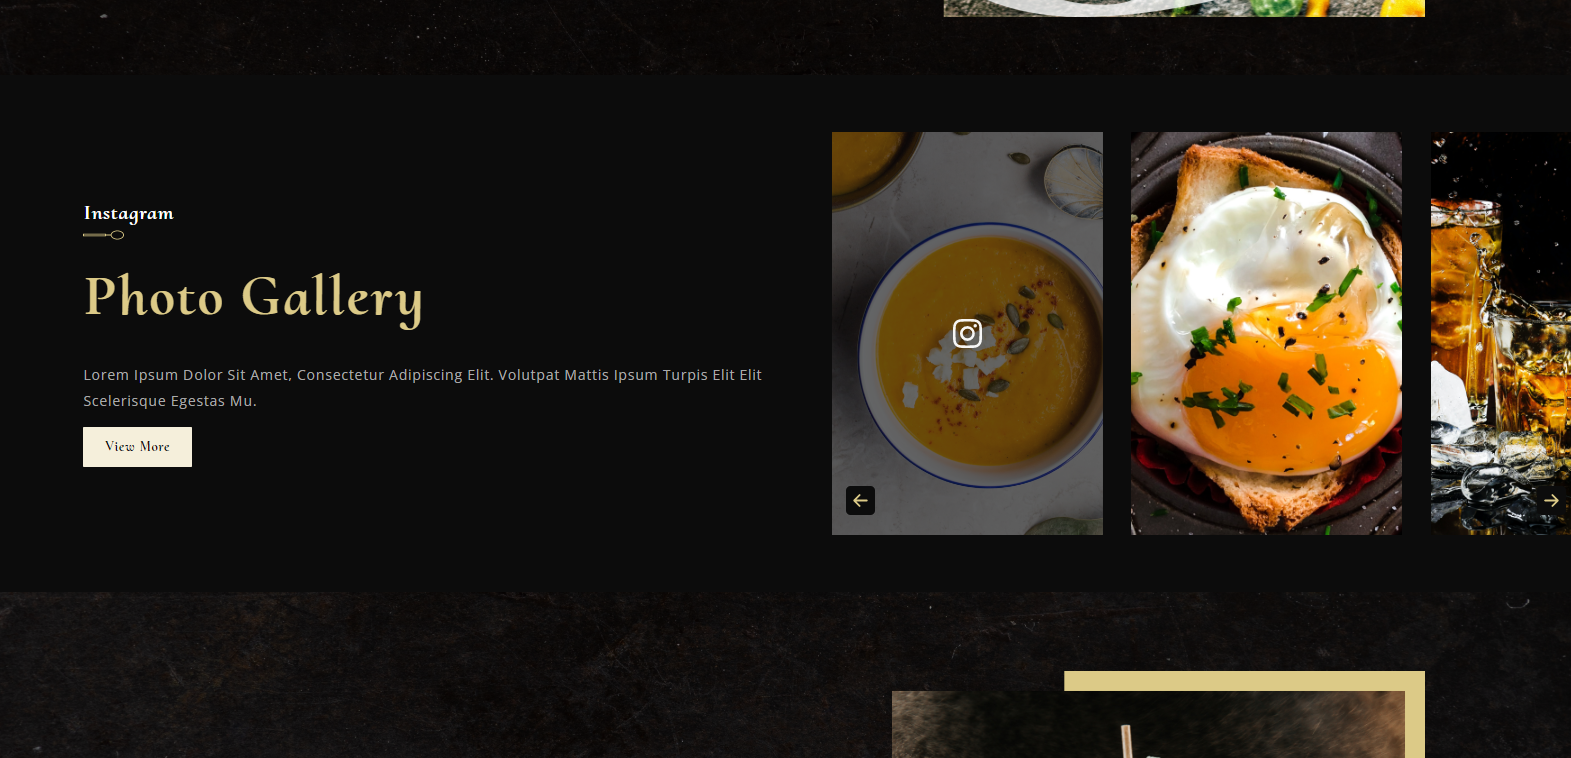 Instagram
Photo Gallery
Lorem Ipsum Dolor Sit Amet, Consectetur Adipiscing Elit. Volutpat Mattis Ipsum Turpis Elit Elit
Scelerisque Egestas Mu.
View More